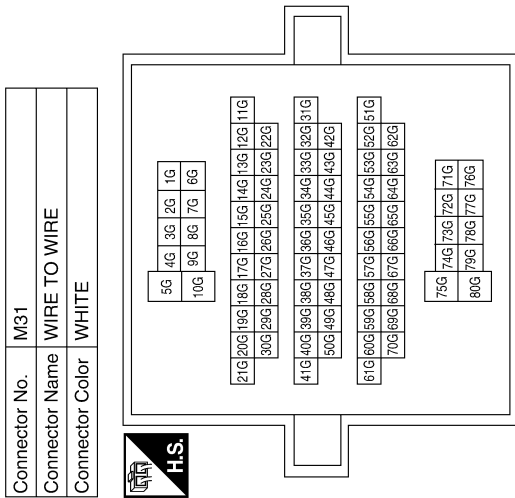 Connector No. M31
Connector Name WIRE TO WIRE
Connector Color WHITE
H.S.
5G 4G 3G 2G 1G
10G 9G 8G 7G 6G
21G 20G 19G 18G 17G 16G 15G 14G 13G 12G 11G
30G 29G 28G 27G 26G 25G 24G 23G 22G
41G 40G 39G 38G 37G 36G 35G 34G 33G 32G 31G
50G 49G 48G 47G 46G 45G 44G 43G 42G
61G 60G 59G 58G 57G 56G 55G 54G 53G 52G 51G
70G 69G 68G 67G 66G 65G 64G 63G 62G
75G 74G 73G 72G 71G
80G 79G 78G 77G 76G